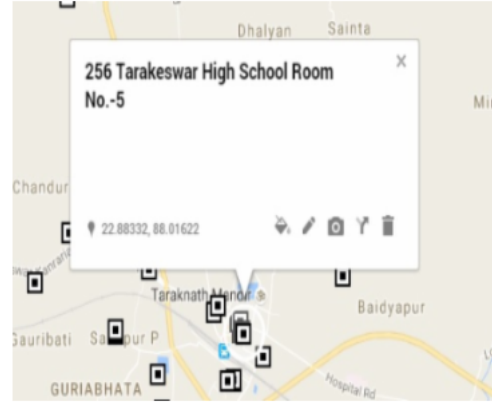 Dhalyan
Sainta
256 Tarakeswar High School Room
No.-5
Chandur
22.88332, 88.01622
Taraknath Mandir
Baidyapur
GURIABHATA
Hospital Rd